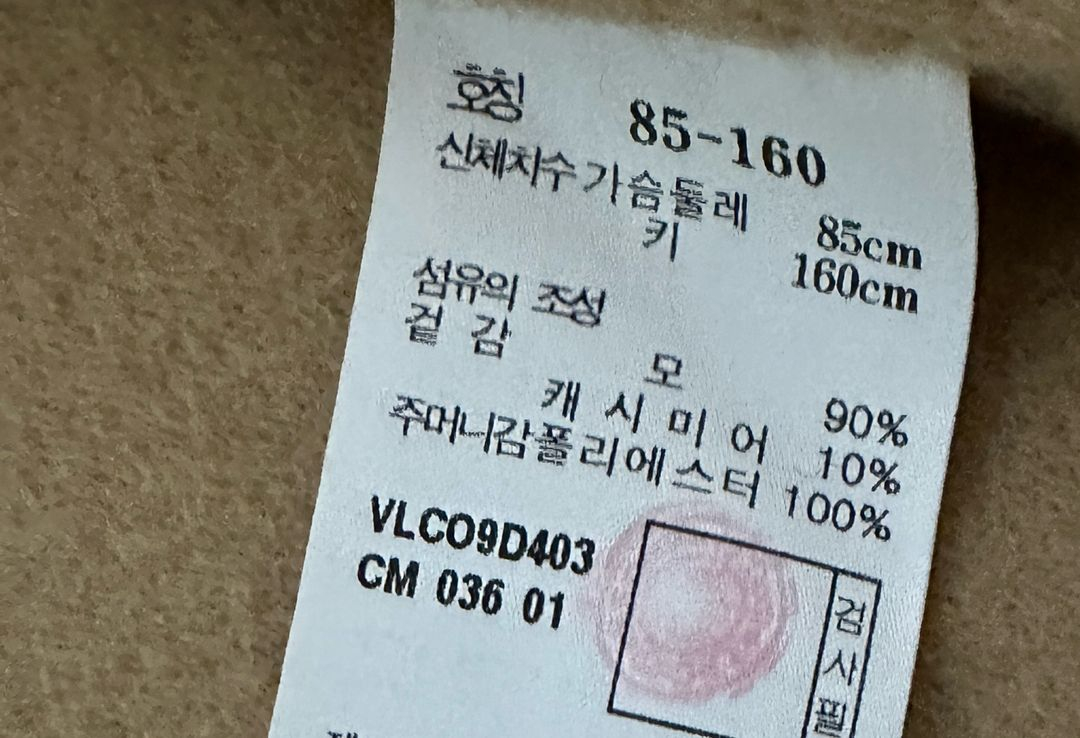 호칭 85-160
신체치수 가슴둘레 85cm
키 160cm
섬유의 조성
겉감 모 90%
캐시미어 10%
주머니감 폴리에스터 100%
VLCO9D403
CM 036 01
검사필